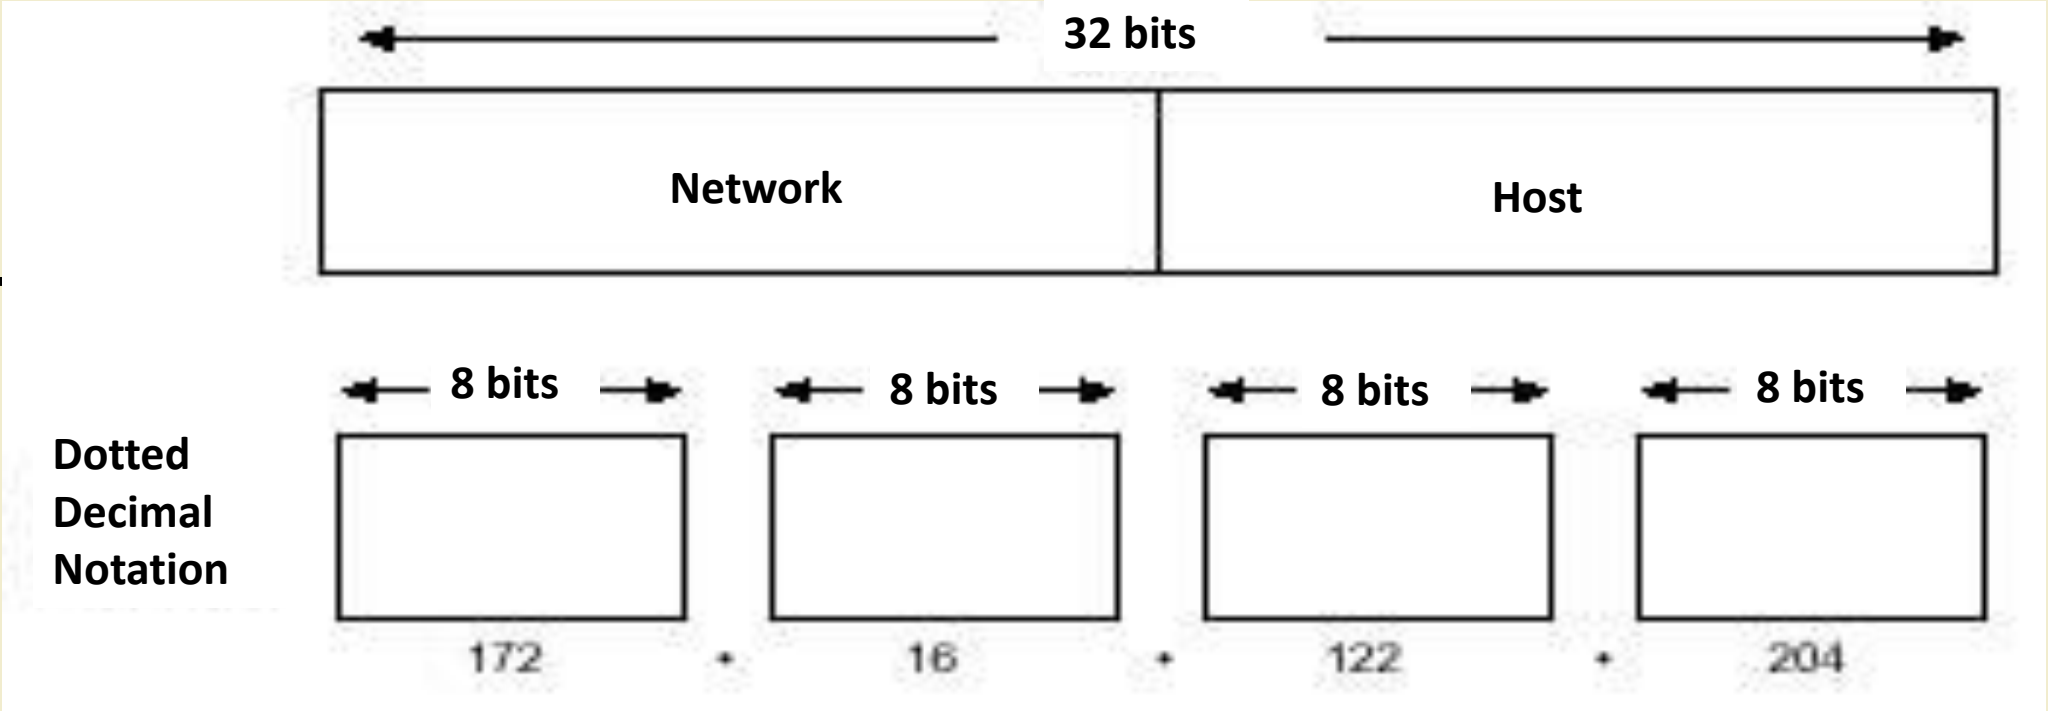 32 bits
Network
Host
8 bits
8 bits
8 bits
8 bits
Dotted
Decimal
Notation
172 . 16 . 122 . 204